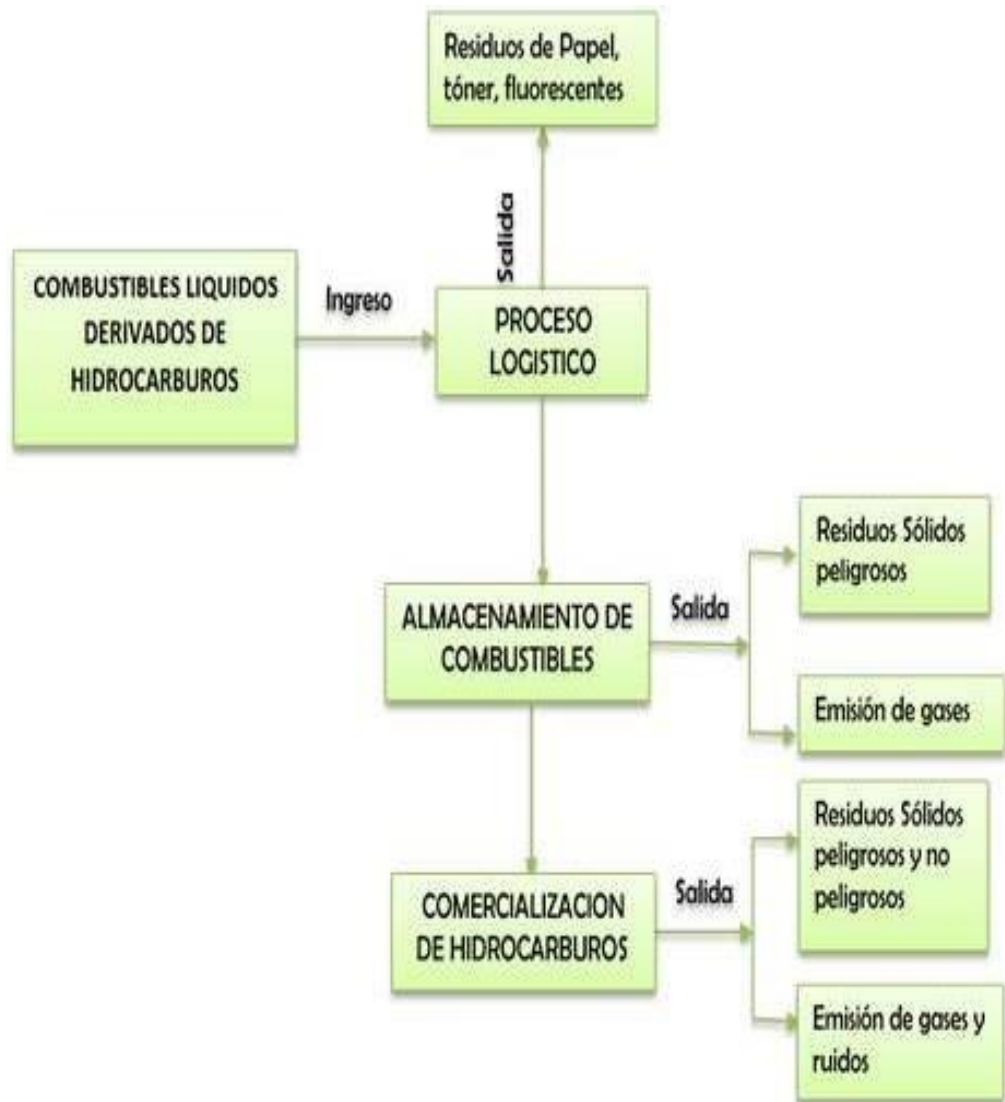 Residuos de Papel,
tóner, fluorescentes
Salida
COMBUSTIBLES LIQUIDOS
DERIVADOS DE
HIDROCARBUROS
Ingreso
PROCESO
LOGISTICO
ALMACENAMIENTO DE
COMBUSTIBLES
Salida
Residuos Sólidos
peligrosos
Emisión de gases
COMERCIALIZACION
DE HIDROCARBUROS
Salida
Residuos Sólidos
peligrosos y no
peligrosos
Emisión de gases y
ruidos